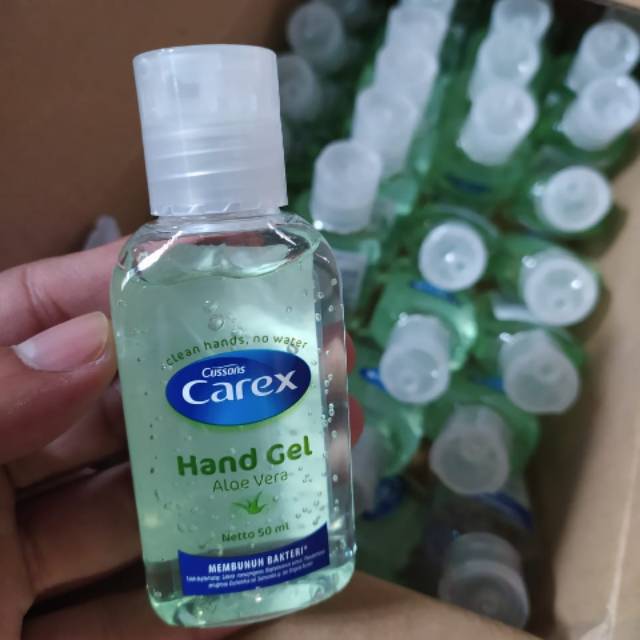 clean hands, no water
Cussons
Carex
Hand Gel
Aloe Vera
Netto 50 ml
MEMBUNUH BAKTERI*